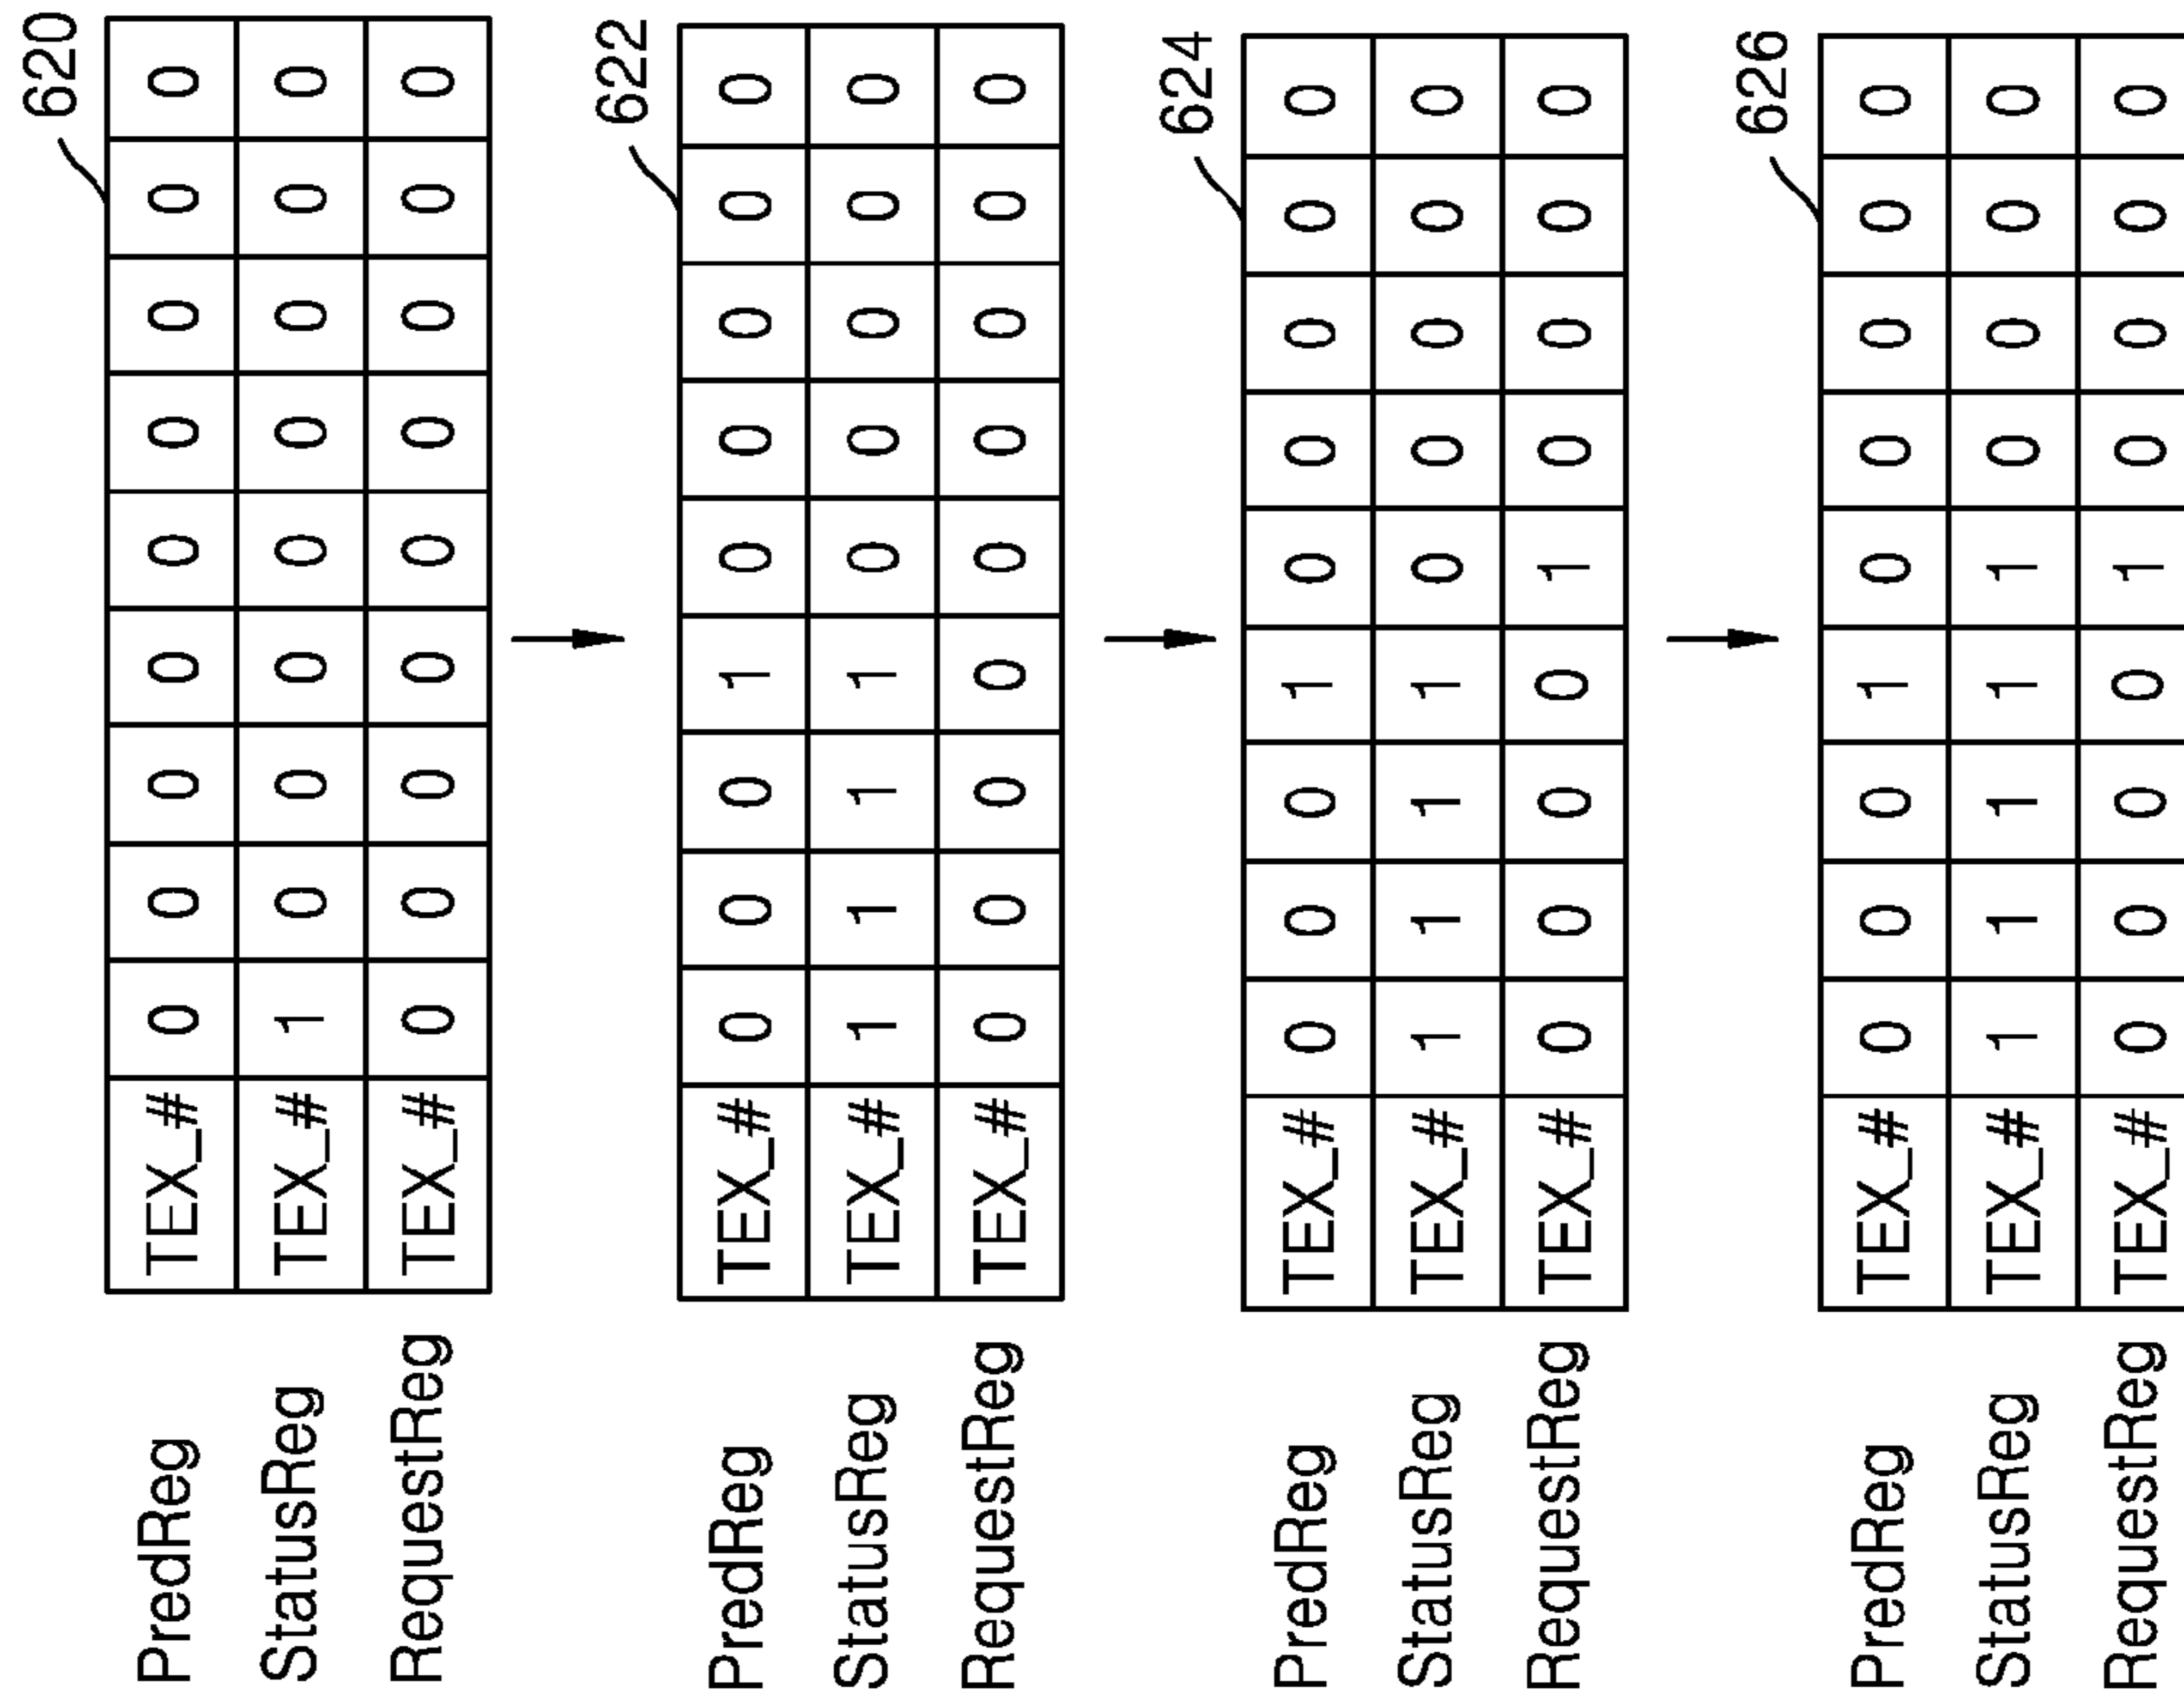 620
PredReg TEX_# 0 0 0 0 0 0 0 0 0
StatusReg TEX_# 1 0 0 0 0 0 0 0 0
RequestReg TEX_# 0 0 0 0 0 0 0 0 0
622
PredReg TEX_# 0 0 0 1 0 0 0 0 0
StatusReg TEX_# 1 1 1 1 0 0 0 0 0
RequestReg TEX_# 0 0 0 0 0 0 0 0 0
624
PredReg TEX_# 0 0 0 1 0 0 0 0 0
StatusReg TEX_# 1 1 1 1 0 0 0 0 0
RequestReg TEX_# 0 0 0 0 1 0 0 0 0
626
PredReg TEX_# 0 0 0 1 0 0 0 0 0
StatusReg TEX_# 1 1 1 1 1 0 0 0 0
RequestReg TEX_# 0 0 0 0 1 0 0 0 0